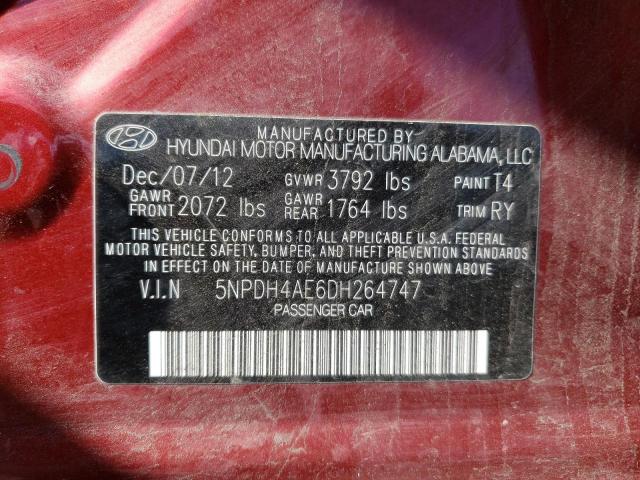 MANUFACTURED BY
HYUNDAI MOTOR MANUFACTURING ALABAMA, LLC
Dec/07/12 GVWR 3792 lbs PAINT T4
GAWR FRONT 2072 lbs GAWR REAR 1764 lbs TRIM RY
THIS VEHICLE CONFORMS TO ALL APPLICABLE U.S.A. FEDERAL
MOTOR VEHICLE SAFETY, BUMPER, AND THEFT PREVENTION STANDARDS
IN EFFECT ON THE DATE OF MANUFACTURE SHOWN ABOVE
V.I.N 5NPDH4AE6DH264747
PASSENGER CAR